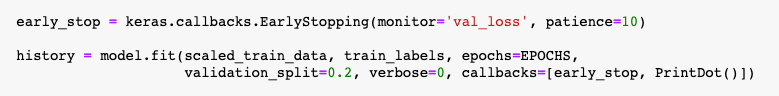 early_stop = keras.callbacks.EarlyStopping(monitor='val_loss', patience=10)
history = model.fit(scaled_train_data, train_labels, epochs=EPOCHS,
validation_split=0.2, verbose=0, callbacks=[early_stop, PrintDot()])